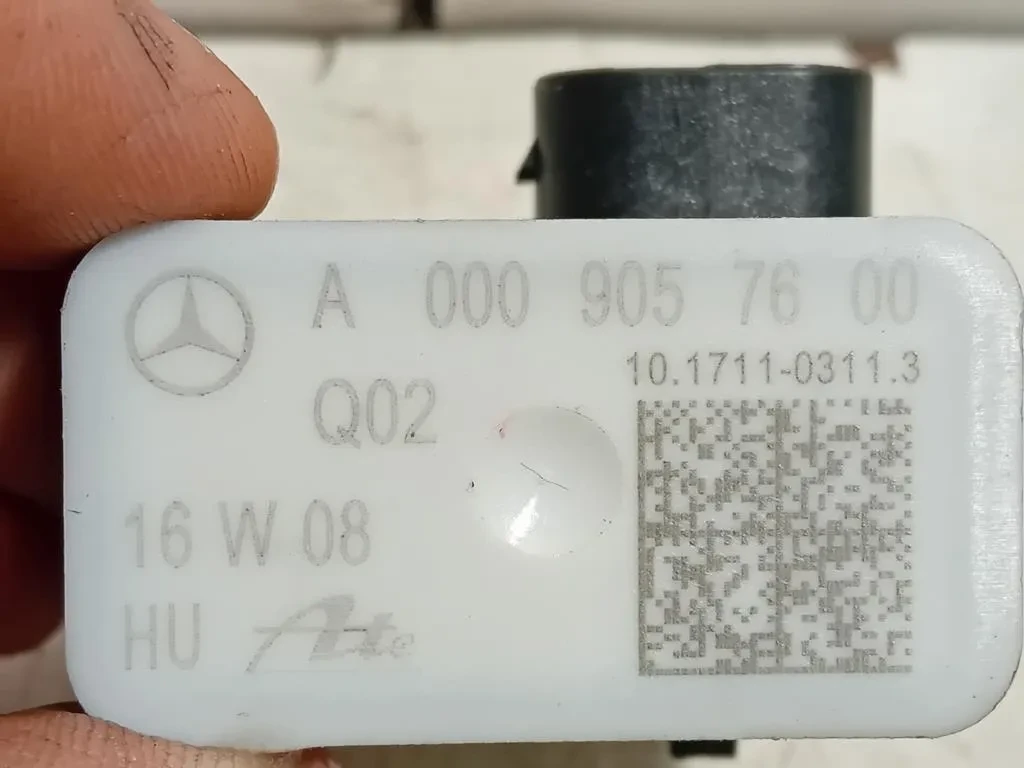 A 000 905 76 00
10.1711-0311.3
Q02
16 W 08
HU Ate